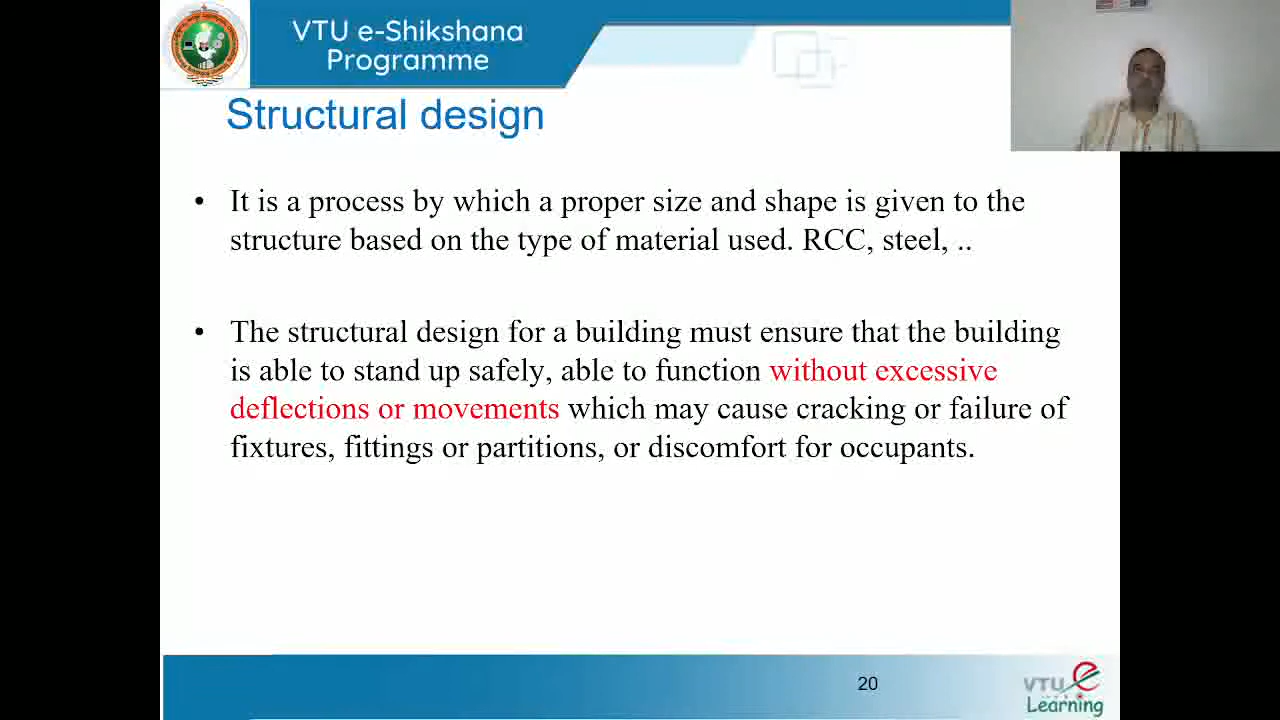 VTU e-Shikshana
Programme
Structural design
• It is a process by which a proper size and shape is given to the
structure based on the type of material used. RCC, steel, ..
• The structural design for a building must ensure that the building
is able to stand up safely, able to function without excessive
deflections or movements which may cause cracking or failure of
fixtures, fittings or partitions, or discomfort for occupants.
20
VTU e
Learning